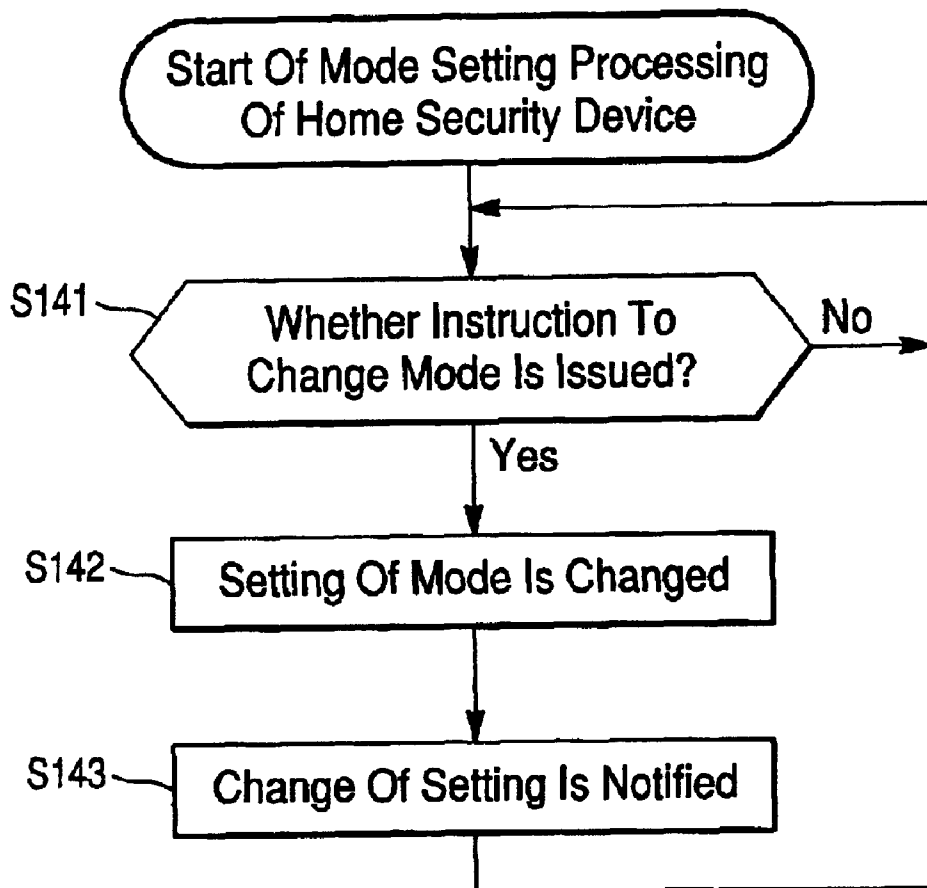 Start Of Mode Setting Processing
Of Home Security Device
S141
Whether Instruction To
Change Mode Is Issued?
No
Yes
S142
Setting Of Mode Is Changed
S143
Change Of Setting Is Notified